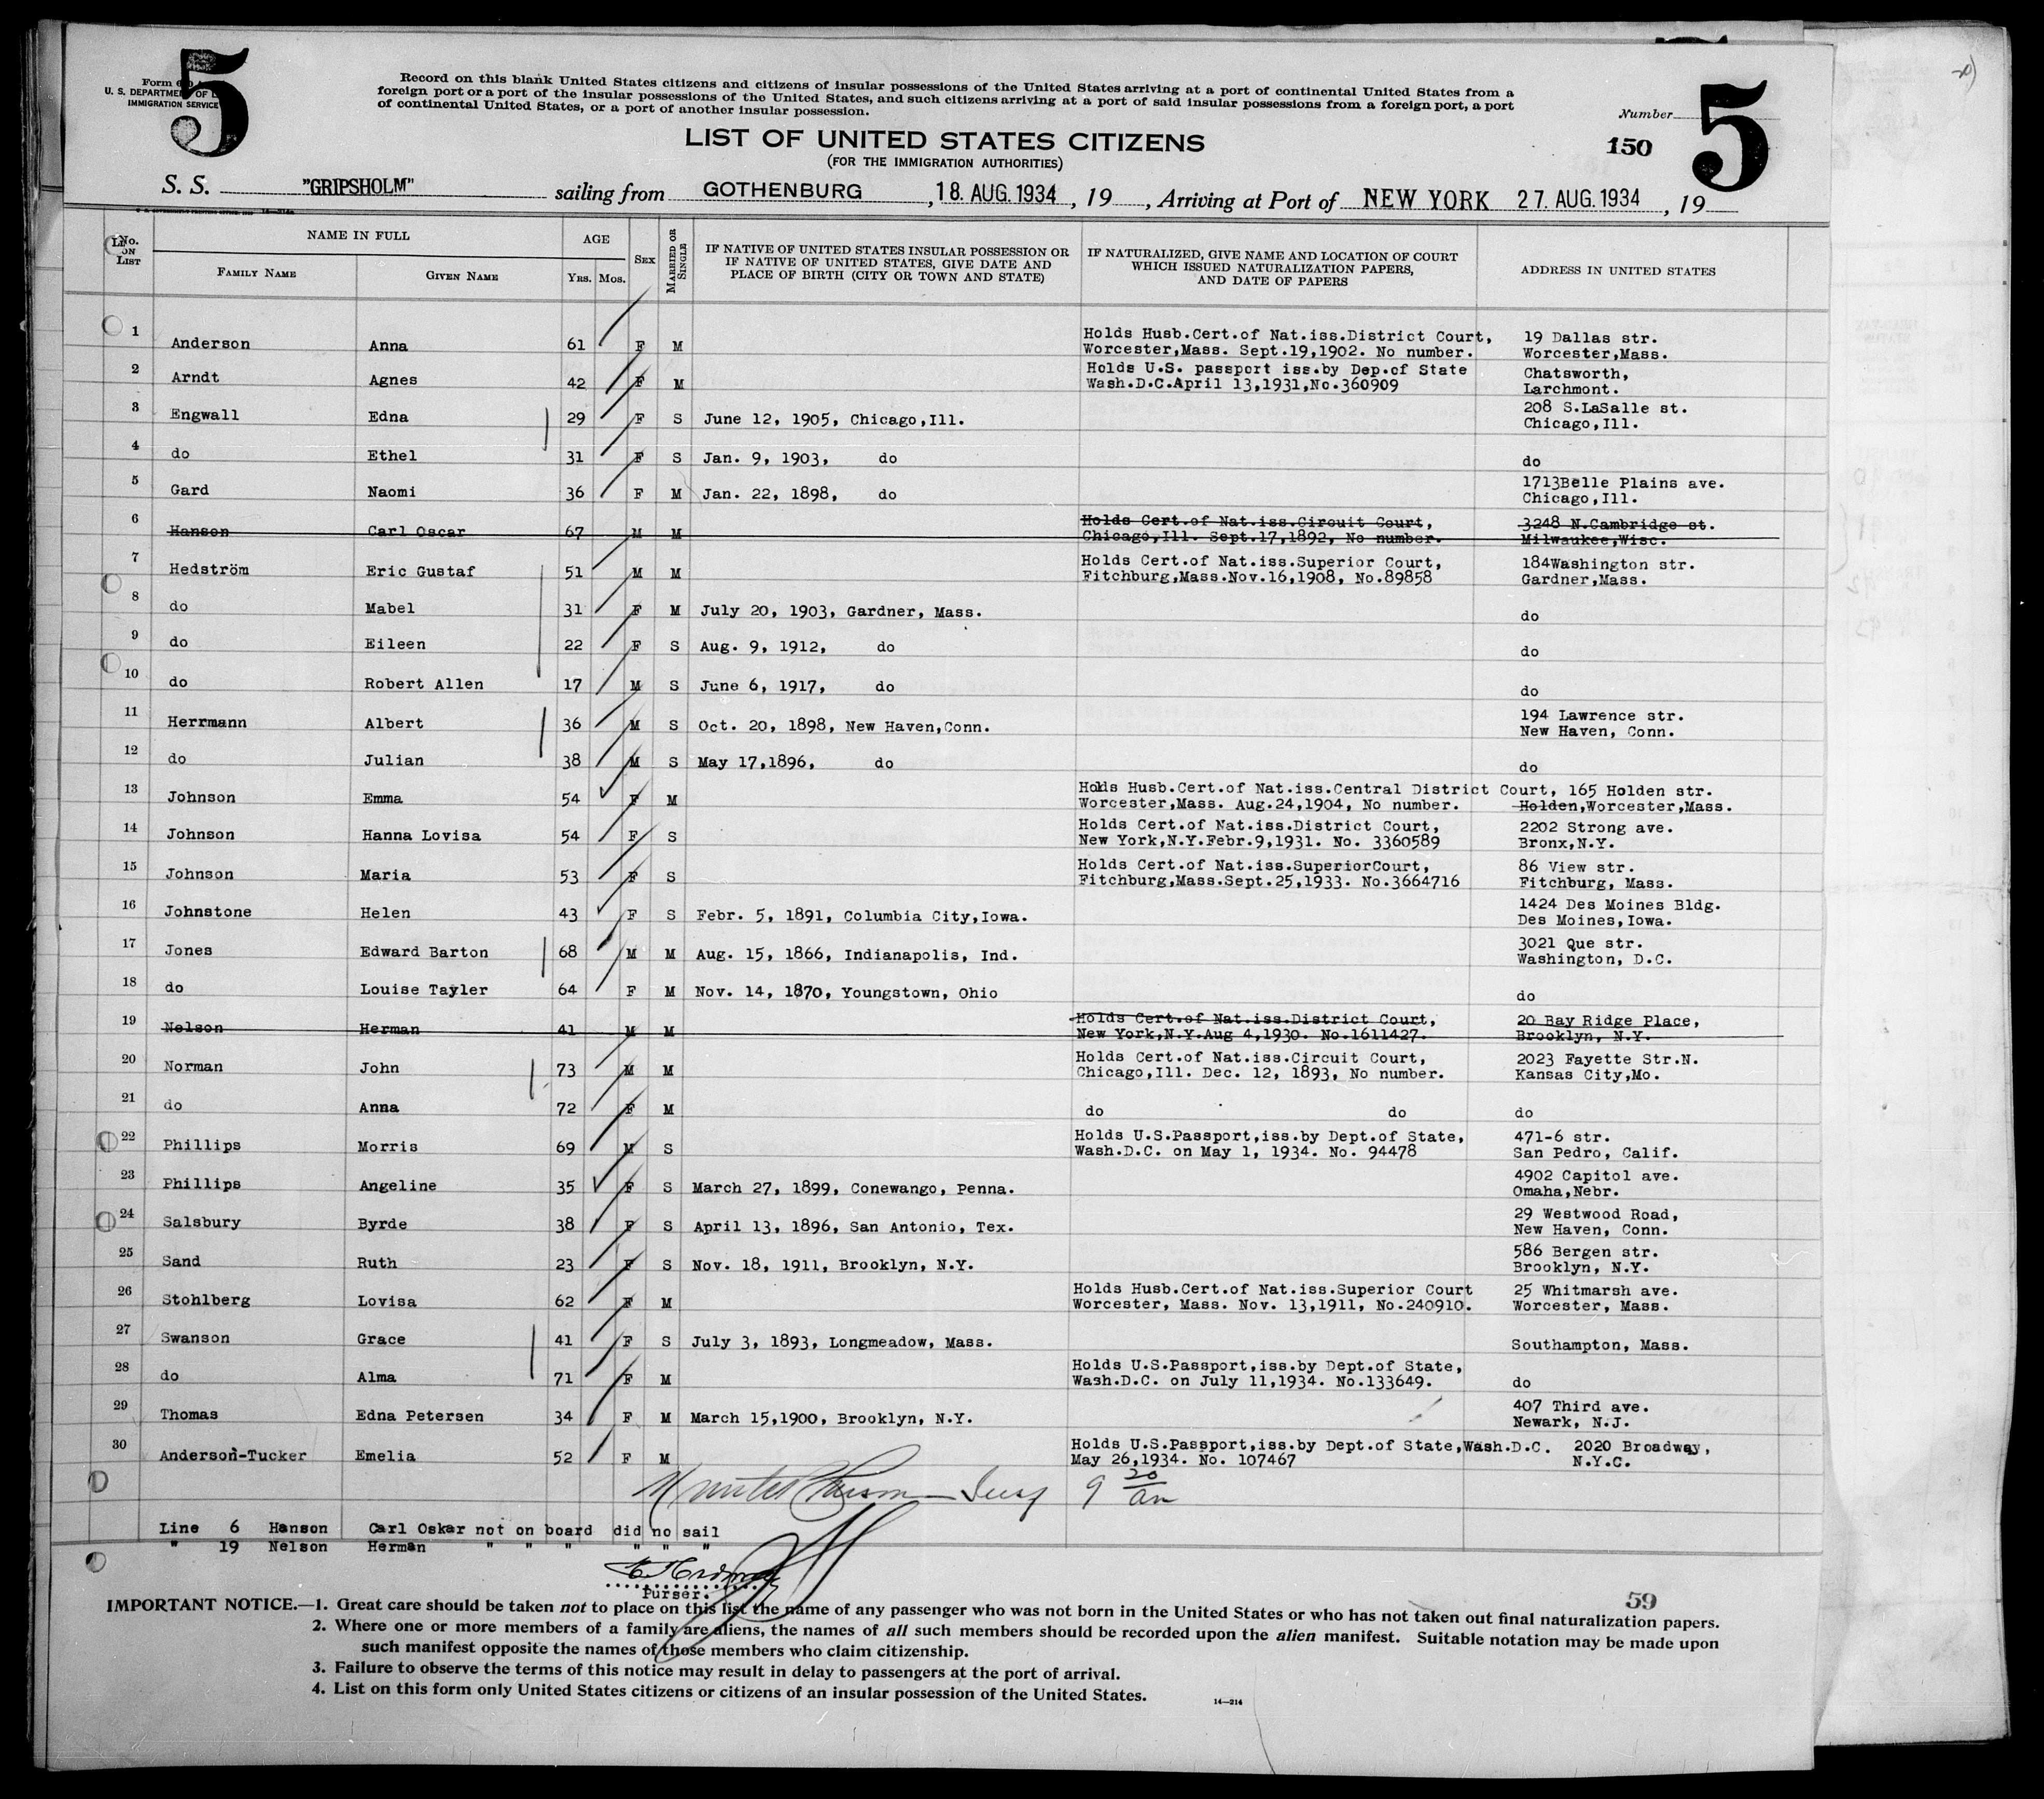 5
5
Form 6
U. S. DEPARTMENT OF
IMMIGRATION SERVICE
Record on this blank United States citizens and citizens of insular possessions of the United States arriving at a port of continental United States from a
foreign port or a port of the insular possessions of the United States, and such citizens arriving at a port of said insular possessions from a foreign port, a port
of continental United States, or a port of another insular possession.
Number
150
LIST OF UNITED STATES CITIZENS
(FOR THE IMMIGRATION AUTHORITIES)
S. S. "GRIPSHOLM" sailing from GOTHENBURG, 18. AUG. 1934, 19 , Arriving at Port of NEW YORK 27. AUG. 1934, 19
No. ON LIST
NAME IN FULL
FAMILY NAME
GIVEN NAME
AGE
Yrs. Mos.
SEX
MARRIED OR SINGLE
IF NATIVE OF UNITED STATES INSULAR POSSESSION OR
IF NATIVE OF UNITED STATES, GIVE DATE AND
PLACE OF BIRTH (CITY OR TOWN AND STATE)
IF NATURALIZED, GIVE NAME AND LOCATION OF COURT
WHICH ISSUED NATURALIZATION PAPERS,
AND DATE OF PAPERS
ADDRESS IN UNITED STATES
1 Anderson Anna 61 F M Holds Husb.Cert.of Nat.iss.District Court, 19 Dallas str.
Worcester,Mass. Sept.19,1902. No number. Worcester,Mass.
2 Arndt Agnes 42 F M Holds U.S. passport iss.by Dep.of State Chatsworth,
Wash.D.C.April 13,1931,No.360909 Larchmont.
3 Engwall Edna 29 F S June 12, 1905, Chicago,Ill. 208 S.LaSalle st.
Chicago,Ill.
4 do Ethel 31 F S Jan. 9, 1903, do do
5 Gard Naomi 36 F M Jan. 22, 1898, do 1713Belle Plains ave.
Chicago,Ill.
6 Hanson Carl Oscar 67 M M Holds Cert.of Nat.iss.Circuit Court, 3248 N.Cambridge st.
Chicago,Ill. Sept.17,1892, No number. Milwaukee,Wisc.
7 Hedström Eric Gustaf 51 M M Holds Cert.of Nat.iss.Superior Court, 184Washington str.
Fitchburg,Mass.Nov.16,1908, No.89858 Gardner,Mass.
8 do Mabel 31 F M July 20, 1903, Gardner, Mass. do
9 do Eileen 22 F S Aug. 9, 1912, do do
10 do Robert Allen 17 M S June 6, 1917, do do
11 Herrmann Albert 36 M S Oct. 20, 1898, New Haven,Conn. 194 Lawrence str.
New Haven, Conn.
12 do Julian 38 M S May 17,1896, do do
13 Johnson Emma 54 F M Holds Husb.Cert.of Nat.iss.Central District Court, 165 Holden str.
Worcester,Mass. Aug.24,1904, No number. Holden,Worcester,Mass.
14 Johnson Hanna Lovisa 54 F S Holds Cert.of Nat.iss.District Court, 2202 Strong ave.
New York,N.Y.Febr.9,1931. No. 3360589 Bronx,N.Y.
15 Johnson Maria 53 F S Holds Cert.of Nat.iss.SuperiorCourt, 86 View str.
Fitchburg,Mass.Sept.25,1933. No.3664716 Fitchburg, Mass.
16 Johnstone Helen 43 F S Febr. 5, 1891, Columbia City,Iowa. 1424 Des Moines Bldg.
Des Moines,Iowa.
17 Jones Edward Barton 68 M M Aug. 15, 1866, Indianapolis, Ind. 3021 Que str.
Washington, D.C.
18 do Louise Tayler 64 F M Nov. 14, 1870, Youngstown, Ohio do
19 Nelson Herman 41 M M Holds Cert.of Nat.iss.District Court, 20 Bay Ridge Place,
New York,N.Y.Aug 4,1930. No.1611427. Brooklyn, N.Y.
20 Norman John 73 M M Holds Cert.of Nat.iss.Circuit Court, 2023 Fayette Str.N.
Chicago,Ill. Dec. 12, 1893, No number. Kansas City,Mo.
21 do Anna 72 F M do do do
22 Phillips Morris 69 M S Holds U.S.Passport,iss.by Dept.of State, 471-6 str.
Wash.D.C. on May 1, 1934. No. 94478 San Pedro, Calif.
23 Phillips Angeline 35 F S March 27, 1899, Conewango, Penna. 4902 Capitol ave.
Omaha,Nebr.
24 Salsbury Byrde 38 F S April 13, 1896, San Antonio, Tex. 29 Westwood Road,
New Haven, Conn.
25 Sand Ruth 23 F S Nov. 18, 1911, Brooklyn, N.Y. 586 Bergen str.
Brooklyn, N.Y.
26 Stohlberg Lovisa 62 F M Holds Husb.Cert.of Nat.iss.Superior Court 25 Whitmarsh ave.
Worcester, Mass. Nov. 13,1911, No.240910. Worcester, Mass.
27 Swanson Grace 41 F S July 3, 1893, Longmeadow, Mass. Southampton, Mass.
28 do Alma 71 F M Holds U.S.Passport,iss.by Dept.of State,
Wash.D.C. on July 11,1934. No.133649. do
29 Thomas Edna Petersen 34 F M March 15,1900, Brooklyn, N.Y. 407 Third ave.
Newark, N.J.
30 Anderson-Tucker Emelia 52 F M Holds U.S.Passport,iss.by Dept.of State,Wash.D.C. 2020 Broadway,
May 26,1934. No. 107467 N.Y.C.
9 20
Line 6 Hanson Carl Oskar not on board did no sail
" 19 Nelson Herman " " " " " "
Purser.
59
IMPORTANT NOTICE.—1. Great care should be taken not to place on this list the name of any passenger who was not born in the United States or who has not taken out final naturalization papers.
2. Where one or more members of a family are aliens, the names of all such members should be recorded upon the alien manifest. Suitable notation may be made upon
such manifest opposite the names of those members who claim citizenship.
3. Failure to observe the terms of this notice may result in delay to passengers at the port of arrival.
4. List on this form only United States citizens or citizens of an insular possession of the United States.
14—214